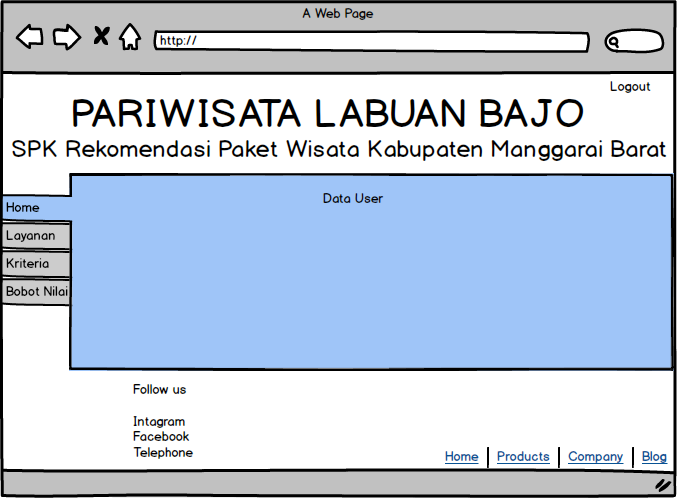 A Web Page
http://
Logout
PARIWISATA LABUAN BAJO
SPK Rekomendasi Paket Wisata Kabupaten Manggarai Barat
Home
Layanan
Kriteria
Bobot Nilai
Data User
Follow us
Intagram
Facebook
Telephone
Home Products Company Blog